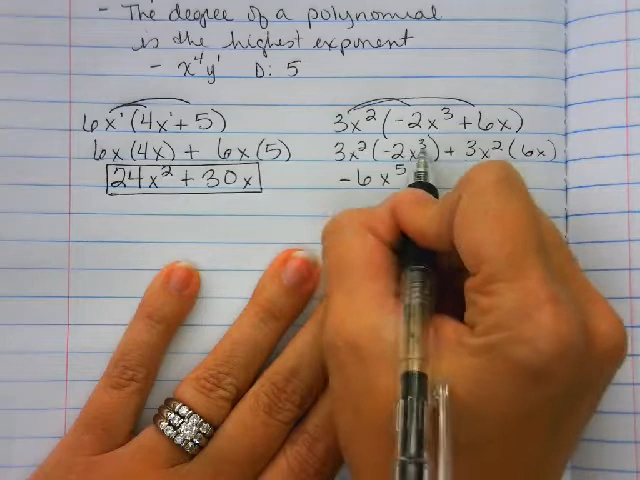 - The degree of a polynomial
is the highest exponent
- x⁴y¹ D: 5
6x¹(4x¹+5)
6x(4x) + 6x(5)
24x² + 30x
3x²(-2x³+6x)
3x²(-2x³) + 3x²(6x)
-6x⁵